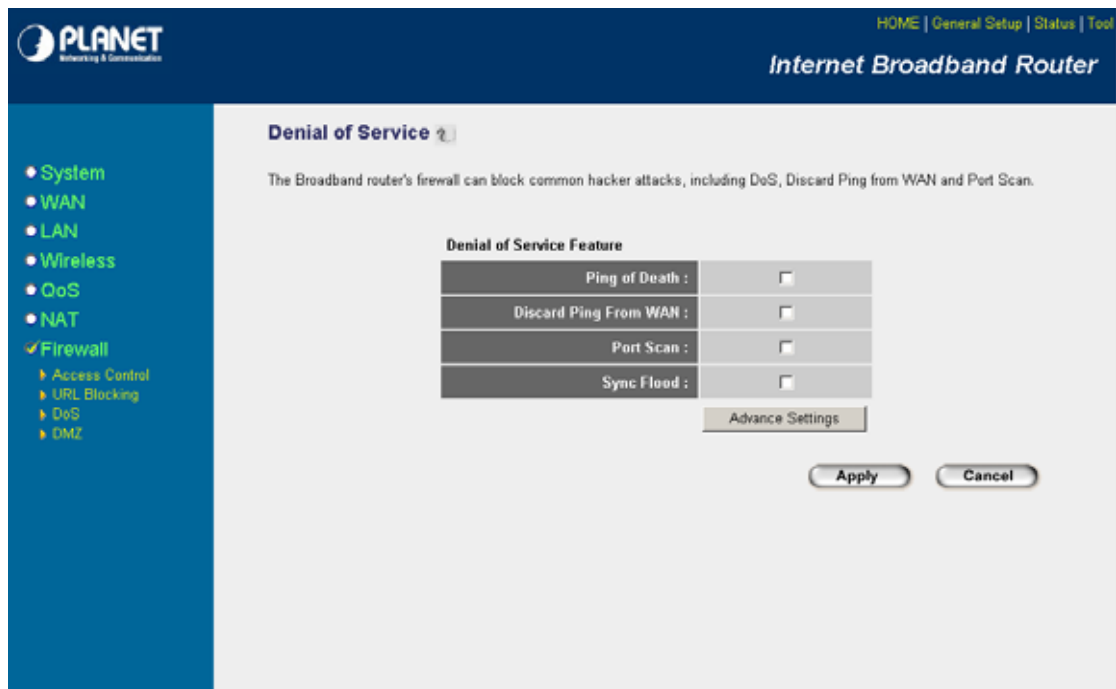 PLANET
Networking & Communication
HOME | General Setup | Status | Tool
Internet Broadband Router
System
WAN
LAN
Wireless
QoS
NAT
Firewall
Access Control
URL Blocking
DoS
DMZ
Denial of Service
The Broadband router's firewall can block common hacker attacks, including DoS, Discard Ping from WAN and Port Scan.
Denial of Service Feature
Ping of Death :
Discard Ping From WAN :
Port Scan :
Sync Flood :
Advance Settings
Apply
Cancel